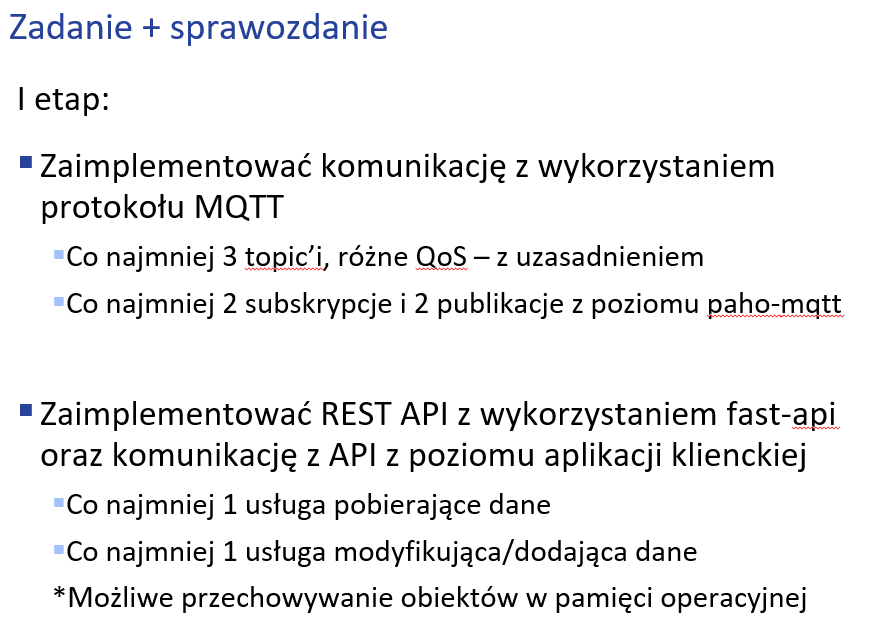 Zadanie + sprawozdanie
I etap:
▪ Zaimplementować komunikację z wykorzystaniem
protokołu MQTT
▪Co najmniej 3 topic’i, różne QoS – z uzasadnieniem
▪Co najmniej 2 subskrypcje i 2 publikacje z poziomu paho-mqtt
▪ Zaimplementować REST API z wykorzystaniem fast-api
oraz komunikację z API z poziomu aplikacji klienckiej
▪Co najmniej 1 usługa pobierające dane
▪Co najmniej 1 usługa modyfikująca/dodająca dane
*Możliwe przechowywanie obiektów w pamięci operacyjnej